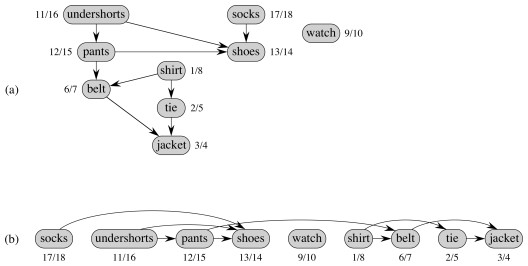 11/16 undershorts socks 17/18
watch 9/10
12/15 pants shoes 13/14
shirt 1/8
(a) 6/7 belt
tie 2/5
jacket 3/4
(b) socks undershorts pants shoes watch shirt belt tie jacket
17/18 11/16 12/15 13/14 9/10 1/8 6/7 2/5 3/4